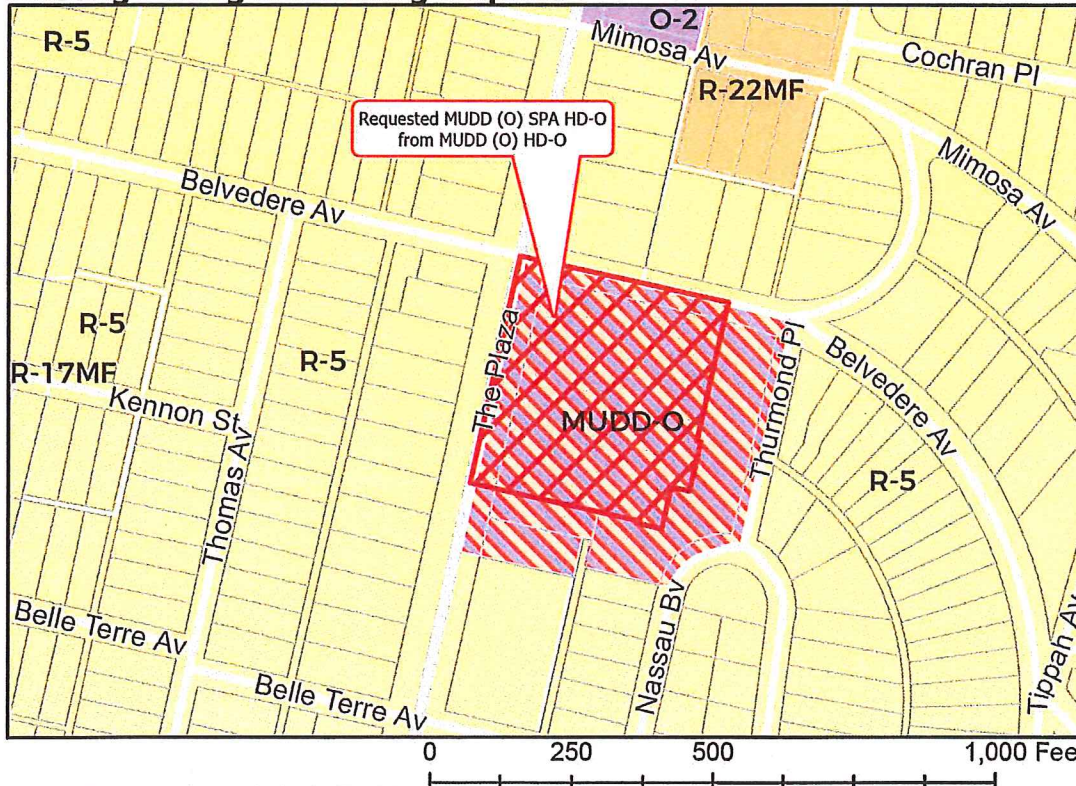 R-5
O-2
Mimosa Av
Cochran Pl
R-22MF
Requested MUDD (O) SPA HD-O
from MUDD (O) HD-O
Mimosa Av
Belvedere Av
R-5
R-5
The Plaza
Thurmond Pl
Belvedere Av
R-17MF
Kennon St
MUDD-O
Thomas Av
R-5
Belle Terre Av
Belle Terre Av
Nassau Bv
Tippah Av
0 250 500 1,000 Fee